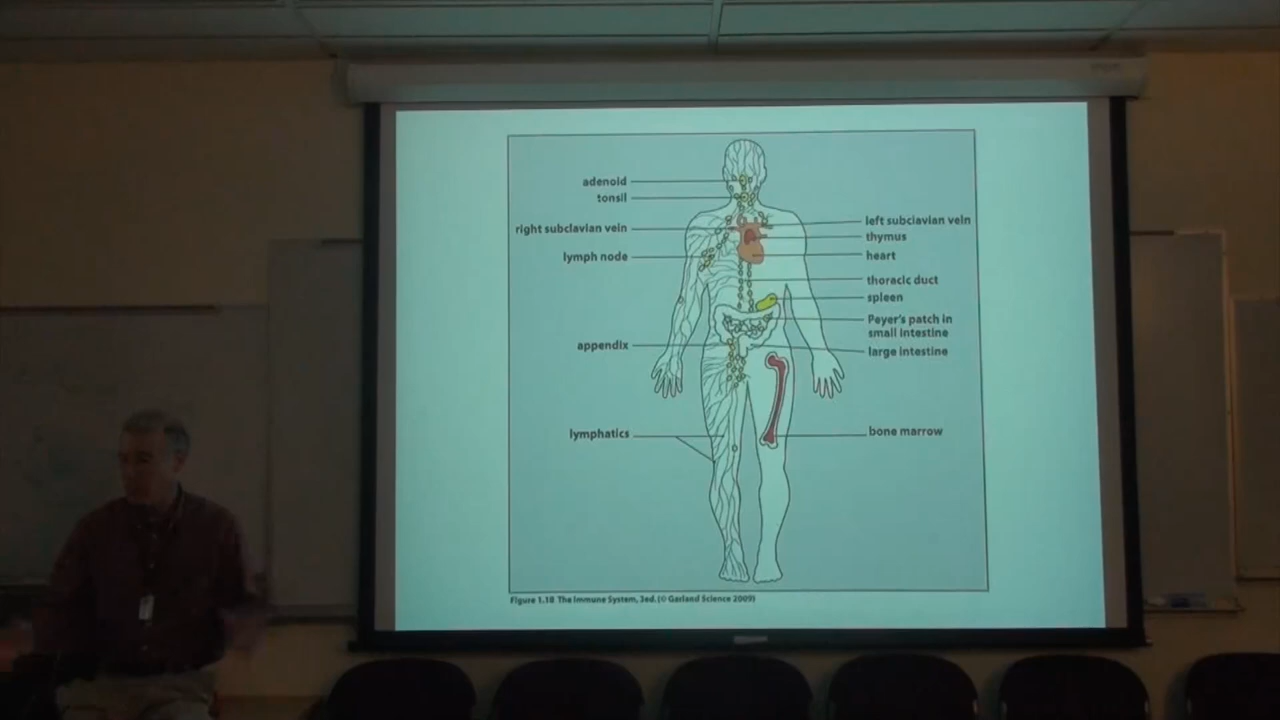 adenoid
tonsil
right subclavian vein
lymph node
appendix
lymphatics
left subclavian vein
thymus
heart
thoracic duct
spleen
Peyer's patch in
small intestine
large intestine
bone marrow
Figure 1.18 The Immune System, 3ed. (© Garland Science 2009)